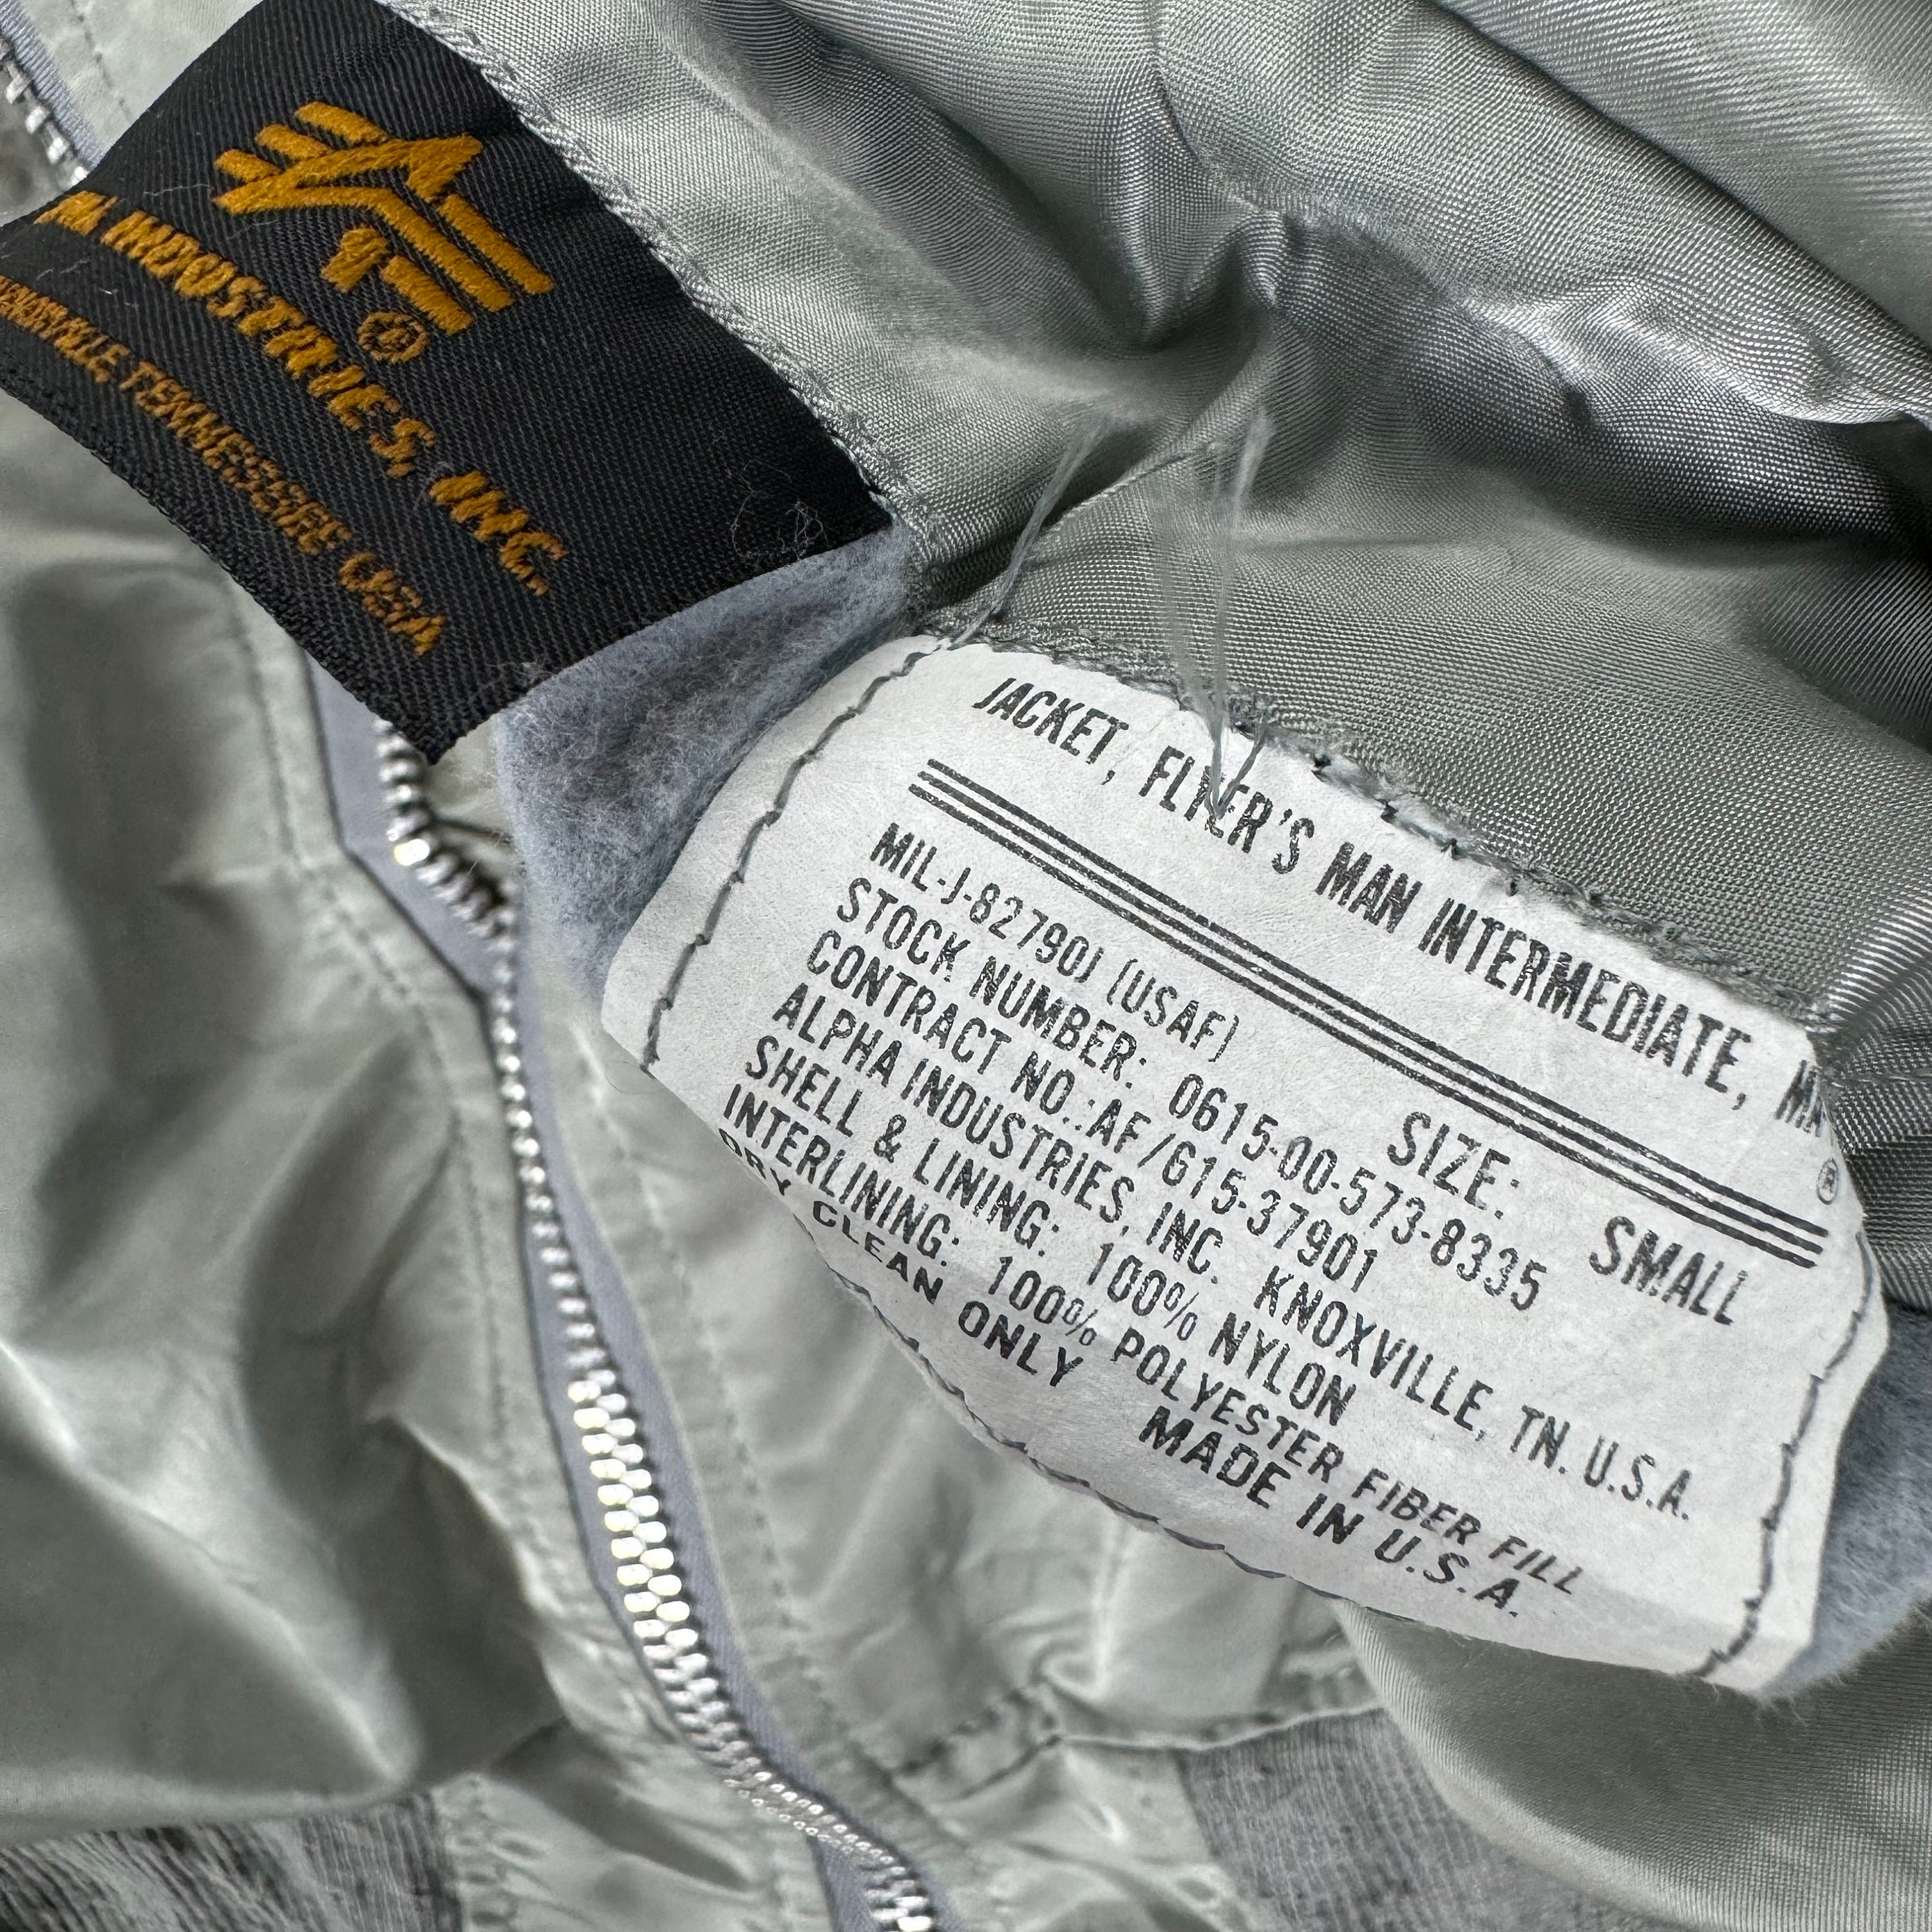 INDUSTRIES, INC.
TENNESSEE USA
JACKET, FLYER'S MAN INTERMEDIATE,
®
MIL-J-82790J (USAF)
SIZE: SMALL
STOCK NUMBER: 0615-00-573-8335
CONTRACT NO.:AF/615-37901
ALPHA INDUSTRIES, INC. KNOXVILLE, TN. U.S.A.
SHELL & LINING: 100% NYLON
INTERLINING: 100% POLYESTER FIBER FILL
DRY CLEAN ONLY
MADE IN U.S.A.